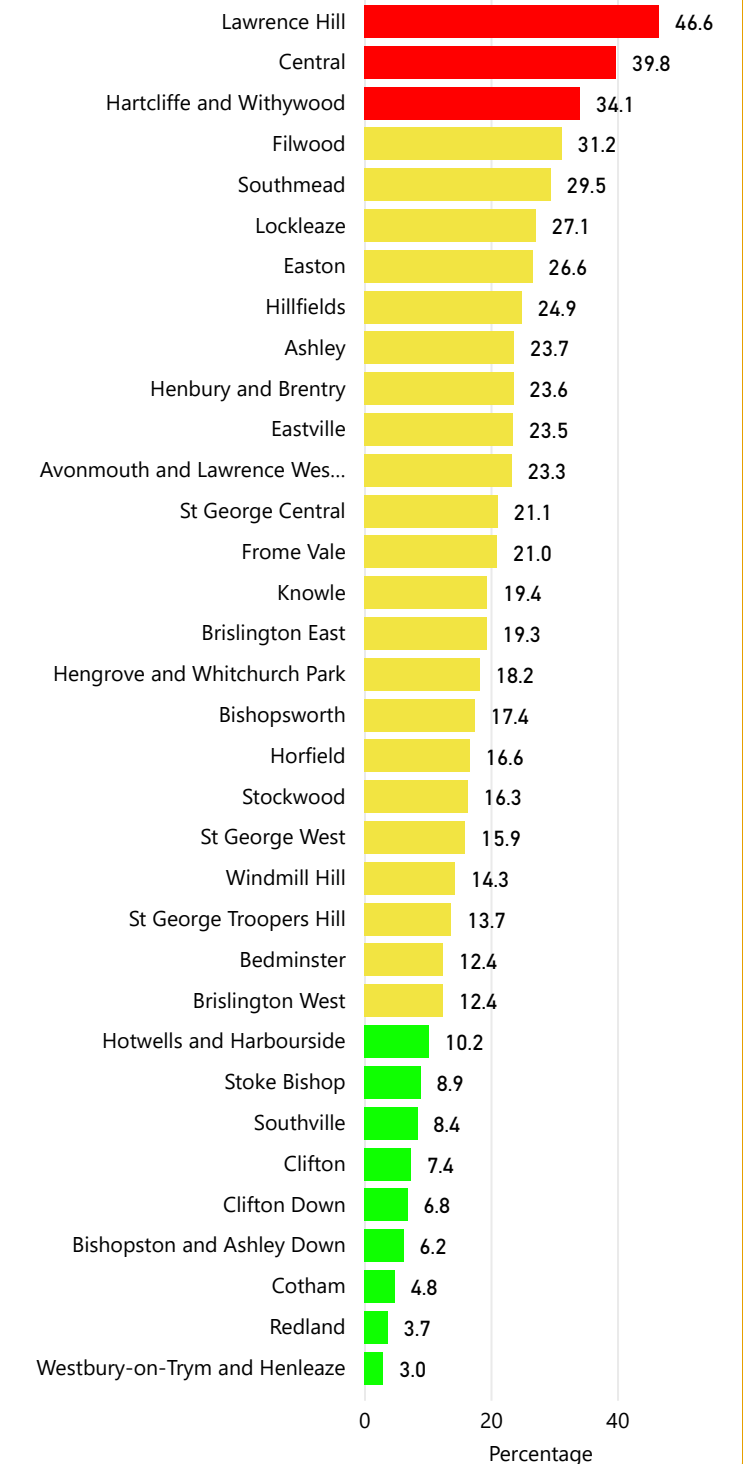 Lawrence Hill 46.6
Central 39.8
Hartcliffe and Withywood 34.1
Filwood 31.2
Southmead 29.5
Lockleaze 27.1
Easton 26.6
Hillfields 24.9
Ashley 23.7
Henbury and Brentry 23.6
Eastville 23.5
Avonmouth and Lawrence Wes... 23.3
St George Central 21.1
Frome Vale 21.0
Knowle 19.4
Brislington East 19.3
Hengrove and Whitchurch Park 18.2
Bishopsworth 17.4
Horfield 16.6
Stockwood 16.3
St George West 15.9
Windmill Hill 14.3
St George Troopers Hill 13.7
Bedminster 12.4
Brislington West 12.4
Hotwells and Harbourside 10.2
Stoke Bishop 8.9
Southville 8.4
Clifton 7.4
Clifton Down 6.8
Bishopston and Ashley Down 6.2
Cotham 4.8
Redland 3.7
Westbury-on-Trym and Henleaze 3.0
0 20 40
Percentage